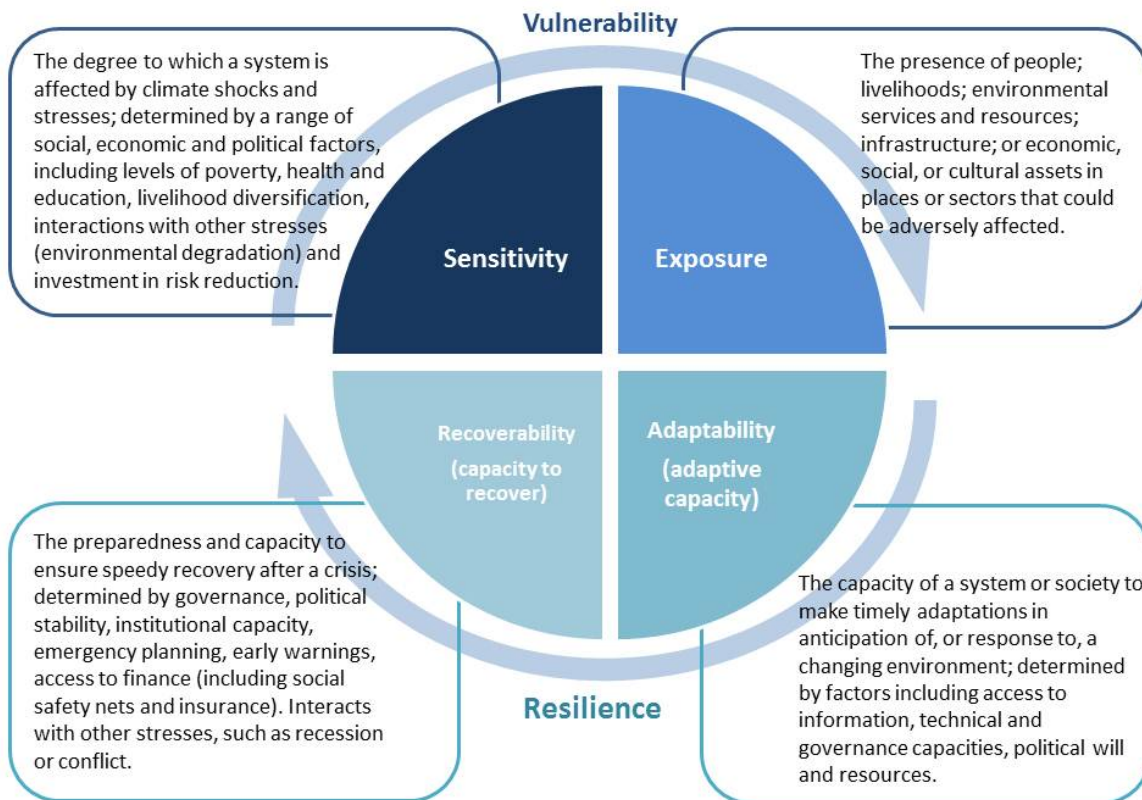 Vulnerability
The degree to which a system is
affected by climate shocks and
stresses; determined by a range of
social, economic and political factors,
including levels of poverty, health and
education, livelihood diversification,
interactions with other stresses
(environmental degradation) and
investment in risk reduction.
The presence of people;
livelihoods; environmental
services and resources;
infrastructure; or economic,
social, or cultural assets in
places or sectors that could
be adversely affected.
Sensitivity
Exposure
Recoverability
(capacity to
recover)
Adaptability
(adaptive
capacity)
The preparedness and capacity to
ensure speedy recovery after a crisis;
determined by governance, political
stability, institutional capacity,
emergency planning, early warnings,
access to finance (including social
safety nets and insurance). Interacts
with other stresses, such as recession
or conflict.
The capacity of a system or society to
make timely adaptations in
anticipation of, or response to, a
changing environment; determined
by factors including access to
information, technical and
governance capacities, political will
and resources.
Resilience